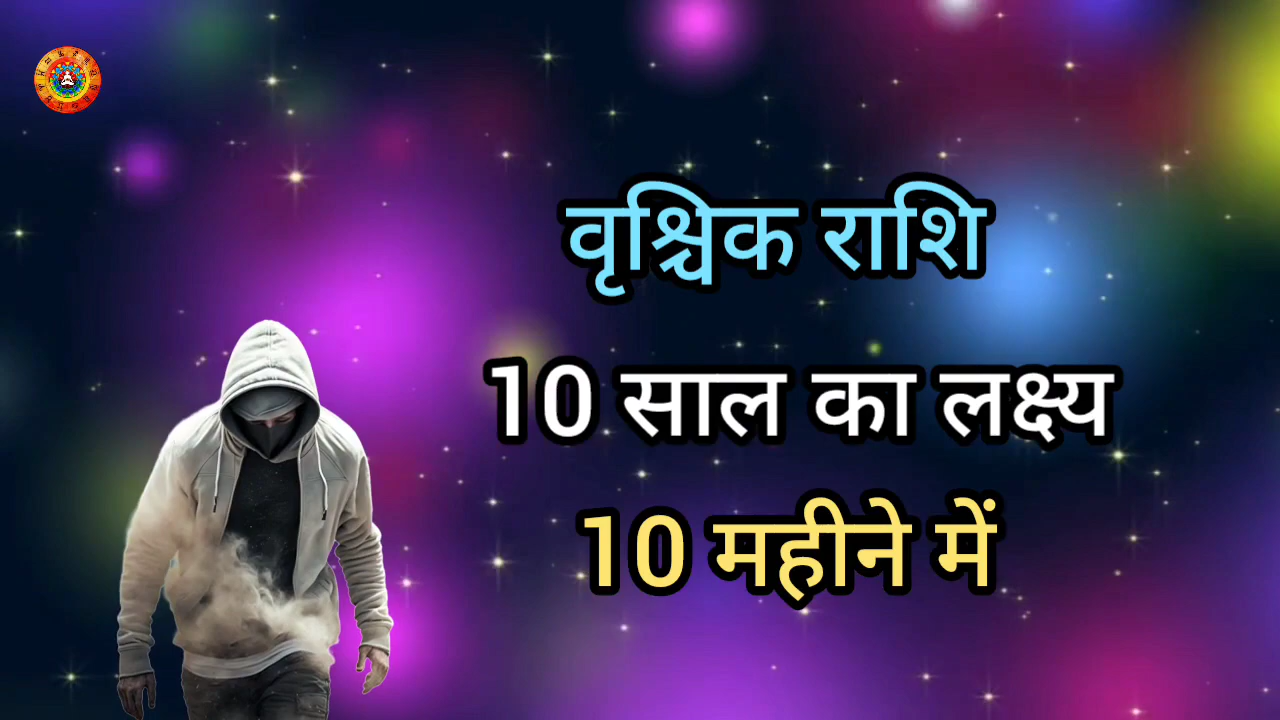 वृश्चिक राशि
10 साल का लक्ष्य
10 महीने में